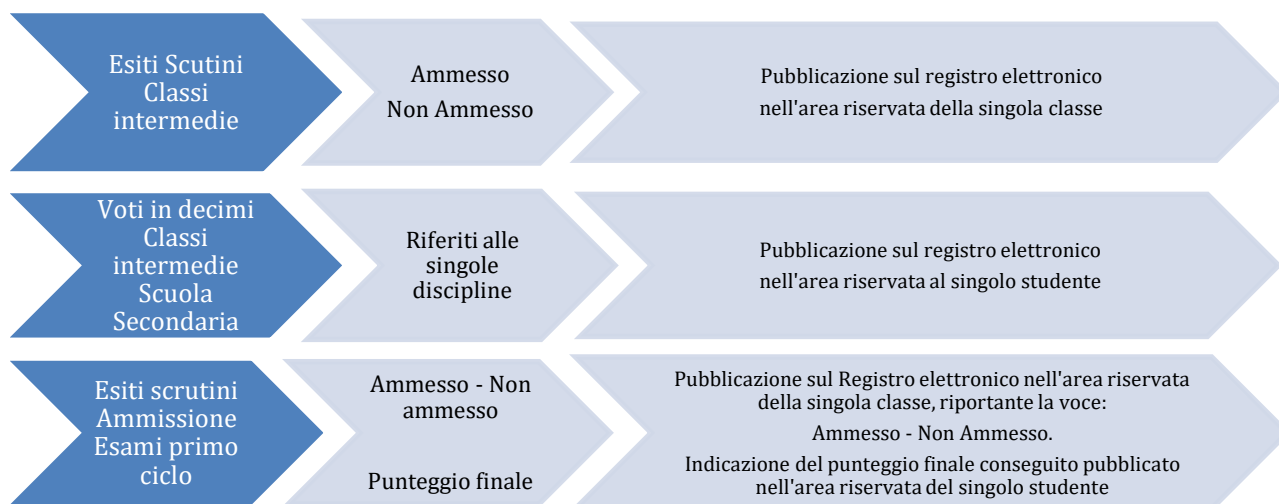 Esiti Scutini
Classi
intermedie
Ammesso
Non Ammesso
Pubblicazione sul registro elettronico
nell'area riservata della singola classe
Voti in decimi
Classi
intermedie
Scuola
Secondaria
Riferiti alle
singole
discipline
Pubblicazione sul registro elettronico
nell'area riservata al singolo studente
Esiti scrutini
Ammissione
Esami primo
ciclo
Ammesso - Non
ammesso
Punteggio finale
Pubblicazione sul Registro elettronico nell'area riservata
della singola classe, riportante la voce:
Ammesso - Non Ammesso.
Indicazione del punteggio finale conseguito pubblicato
nell'area riservata del singolo studente